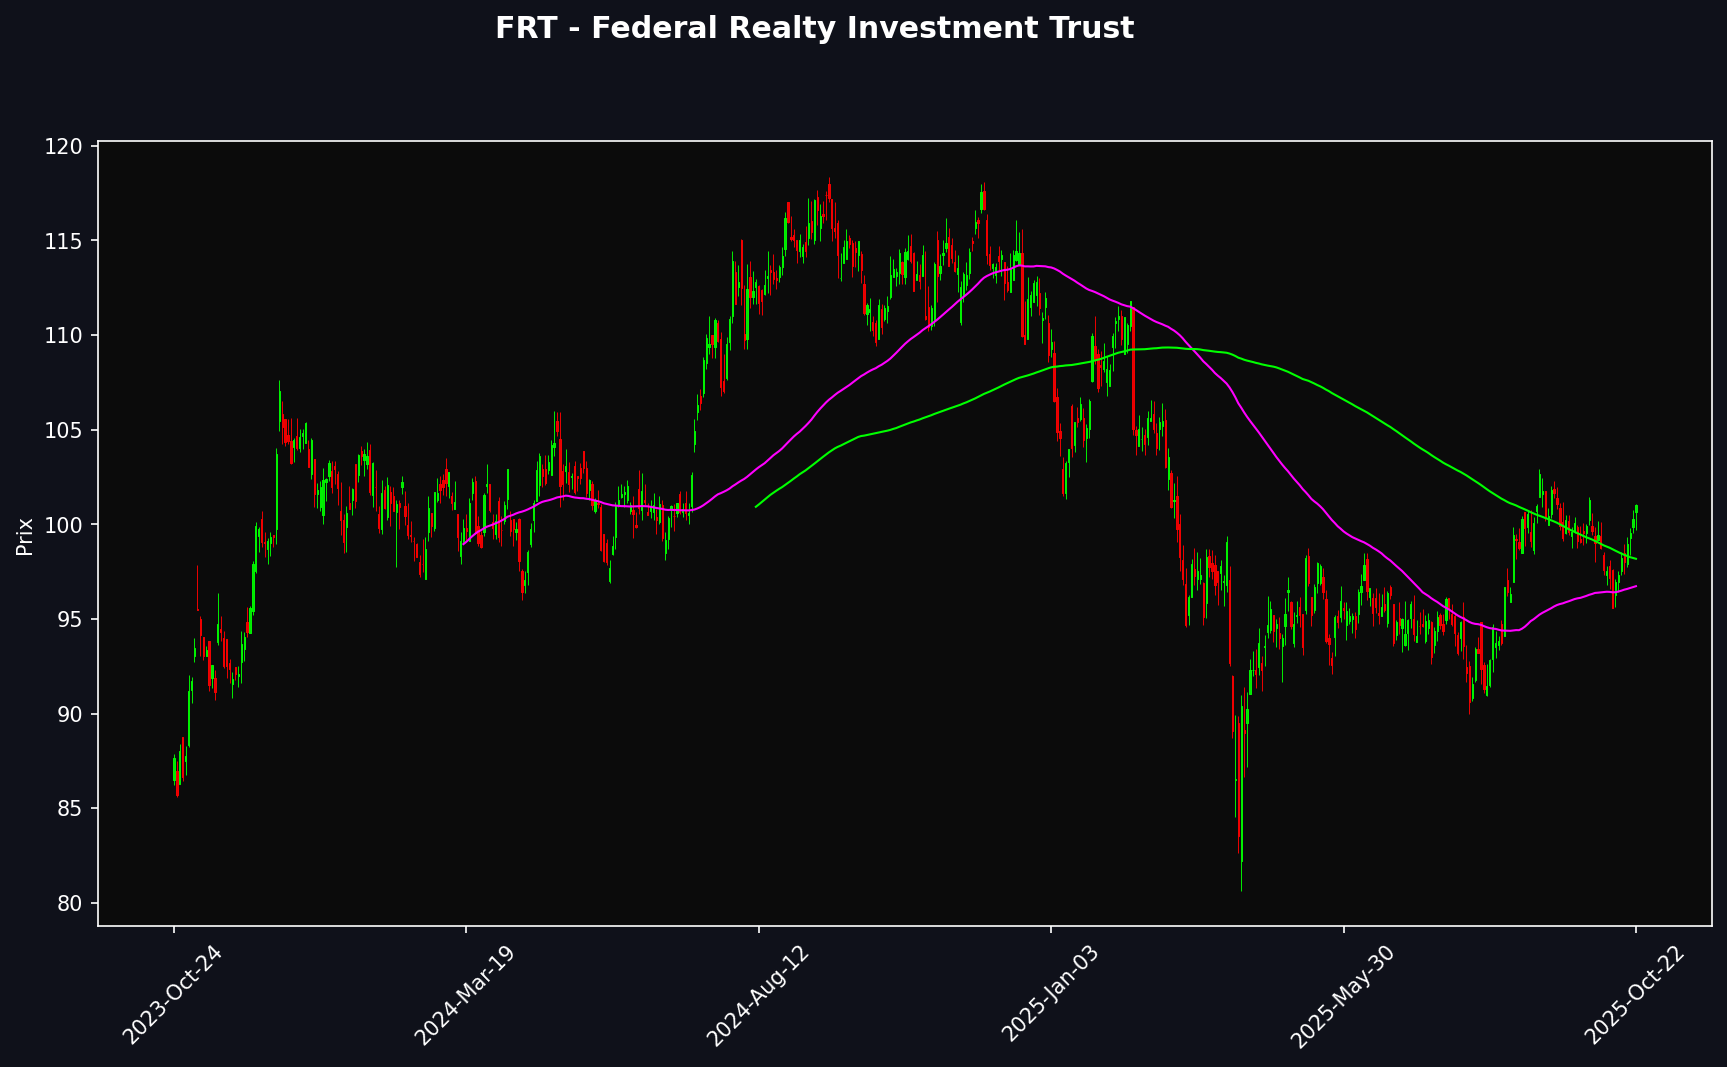 FRT - Federal Realty Investment Trust
120
115
110
105
100
95
90
85
80
Prix
2023-Oct-24
2024-Mar-19
2024-Aug-12
2025-Jan-03
2025-May-30
2025-Oct-22